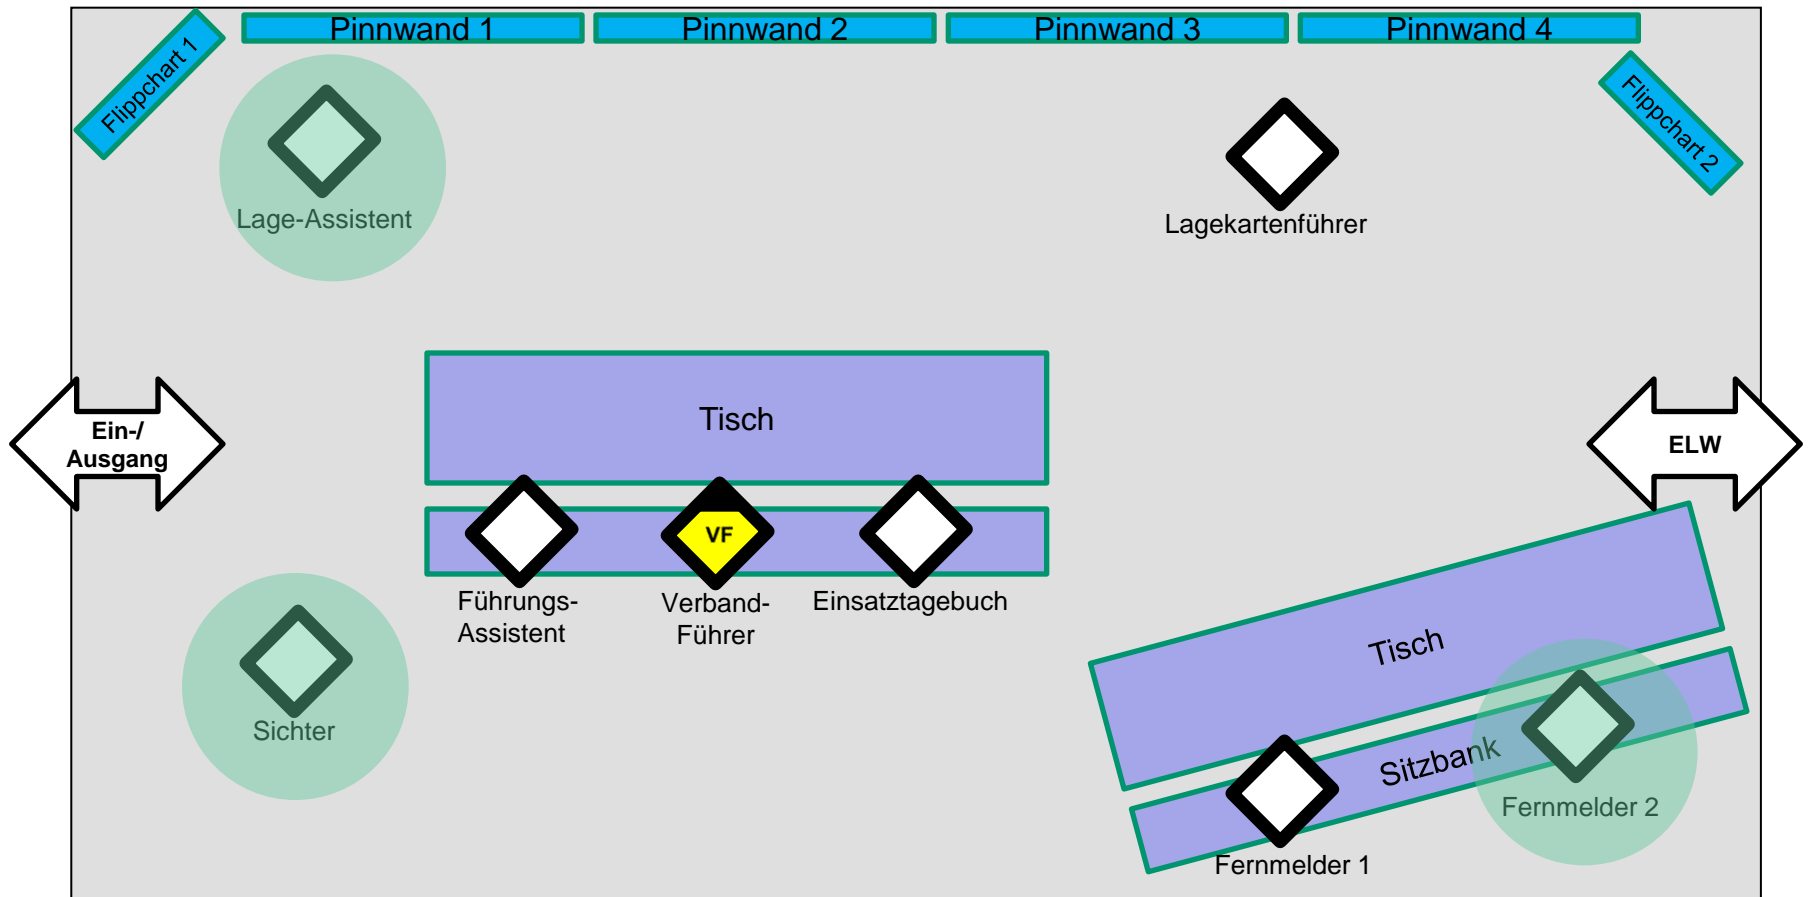 Pinnwand 1
Pinnwand 2
Pinnwand 3
Pinnwand 4
Flippchart 1
Flippchart 2
Lage-Assistent
Lagekartenführer
Tisch
Ein-/
Ausgang
ELW
VF
Führungs-
Assistent
Verband-
Führer
Einsatztagebuch
Tisch
Sichter
Sitzbank
Fernmelder 2
Fernmelder 1